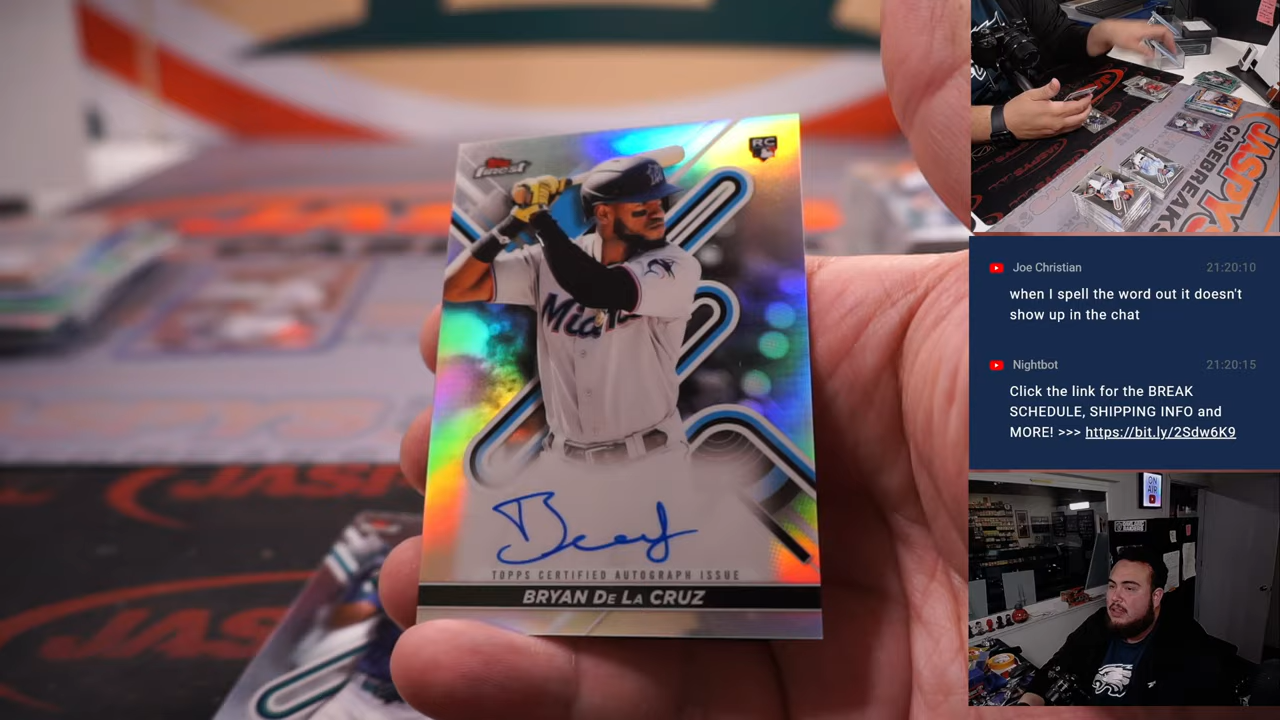 Topps
Finest
RC
Miami
TOPPS CERTIFIED AUTOGRAPH ISSUE
BRYAN DE LA CRUZ
JASPY'S
CASEBREAKS
Joe Christian 21:20:10
when I spell the word out it doesn't
show up in the chat
Nightbot 21:20:15
Click the link for the BREAK
SCHEDULE, SHIPPING INFO and
MORE! >>> https://bit.ly/2Sdw6K9
ON
AIR